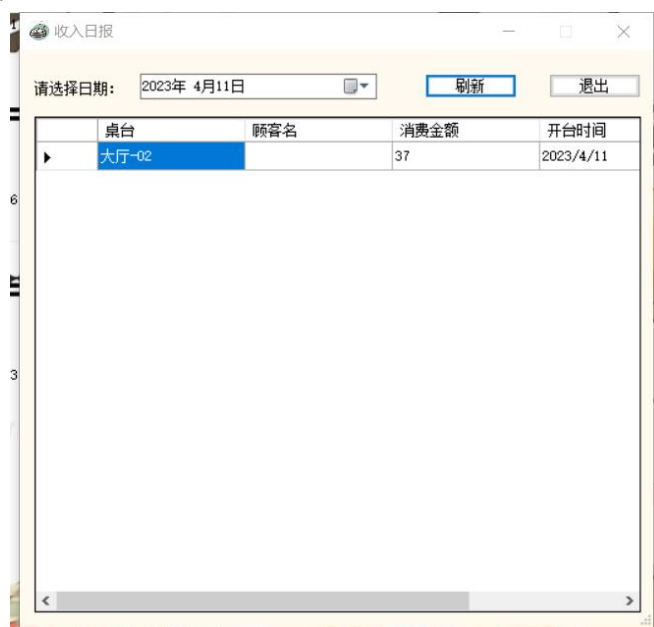 收入日报
请选择日期： 2023年 4月11日 刷新 退出
桌台 顾客名 消费金额 开台时间
大厅-02 37 2023/4/11
6
3